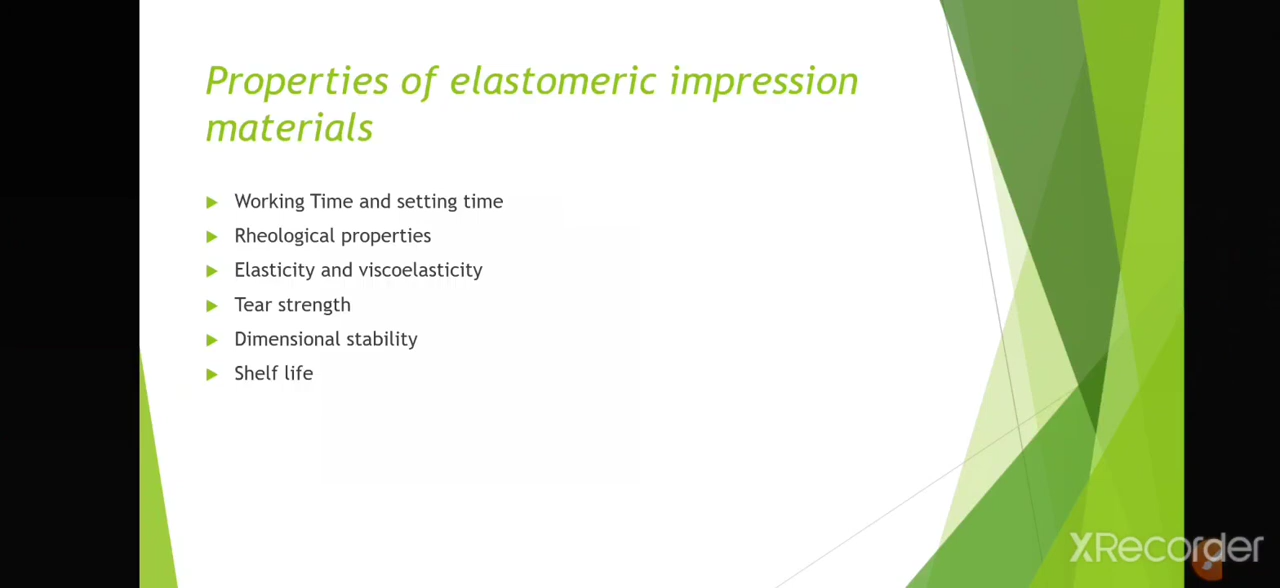 Properties of elastomeric impression
materials
Working Time and setting time
Rheological properties
Elasticity and viscoelasticity
Tear strength
Dimensional stability
Shelf life
XRecorder